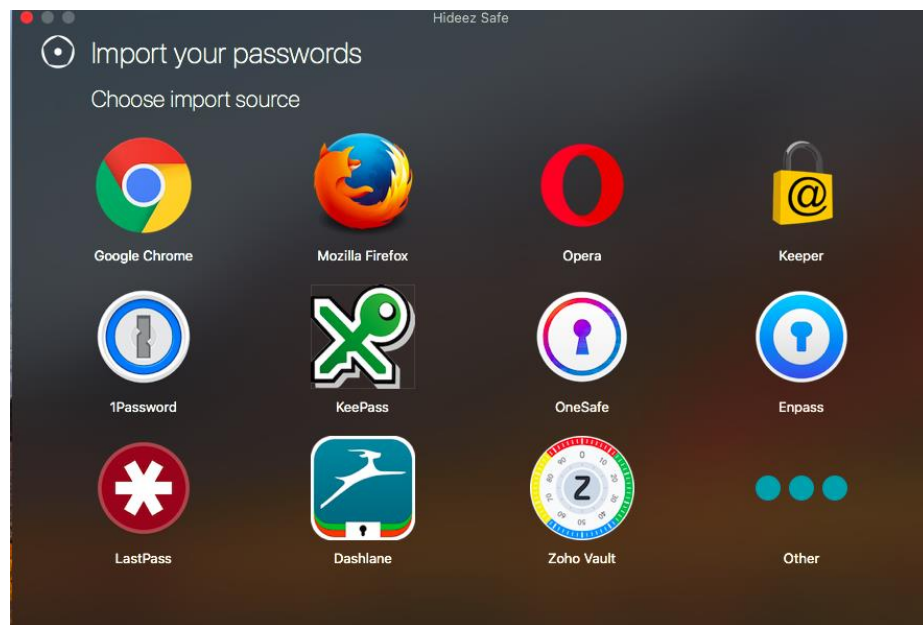 Hideez Safe
Import your passwords
Choose import source
Google Chrome
Mozilla Firefox
Opera
@
Keeper
1Password
KeePass
OneSafe
Enpass
LastPass
Dashlane
Z
Zoho Vault
Other